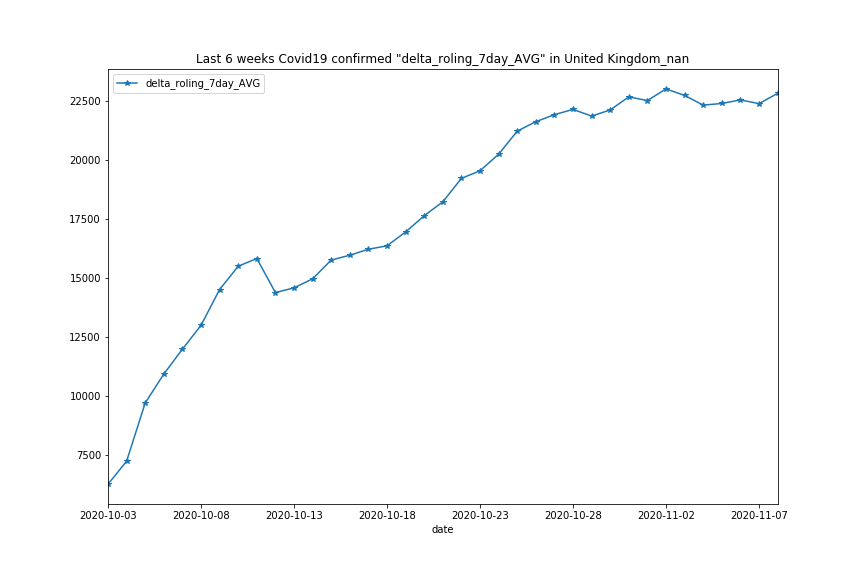 Last 6 weeks Covid19 confirmed "delta_roling_7day_AVG" in United Kingdom_nan
delta_roling_7day_AVG
22500
20000
17500
15000
12500
10000
7500
2020-10-03 2020-10-08 2020-10-13 2020-10-18 2020-10-23 2020-10-28 2020-11-02 2020-11-07
date